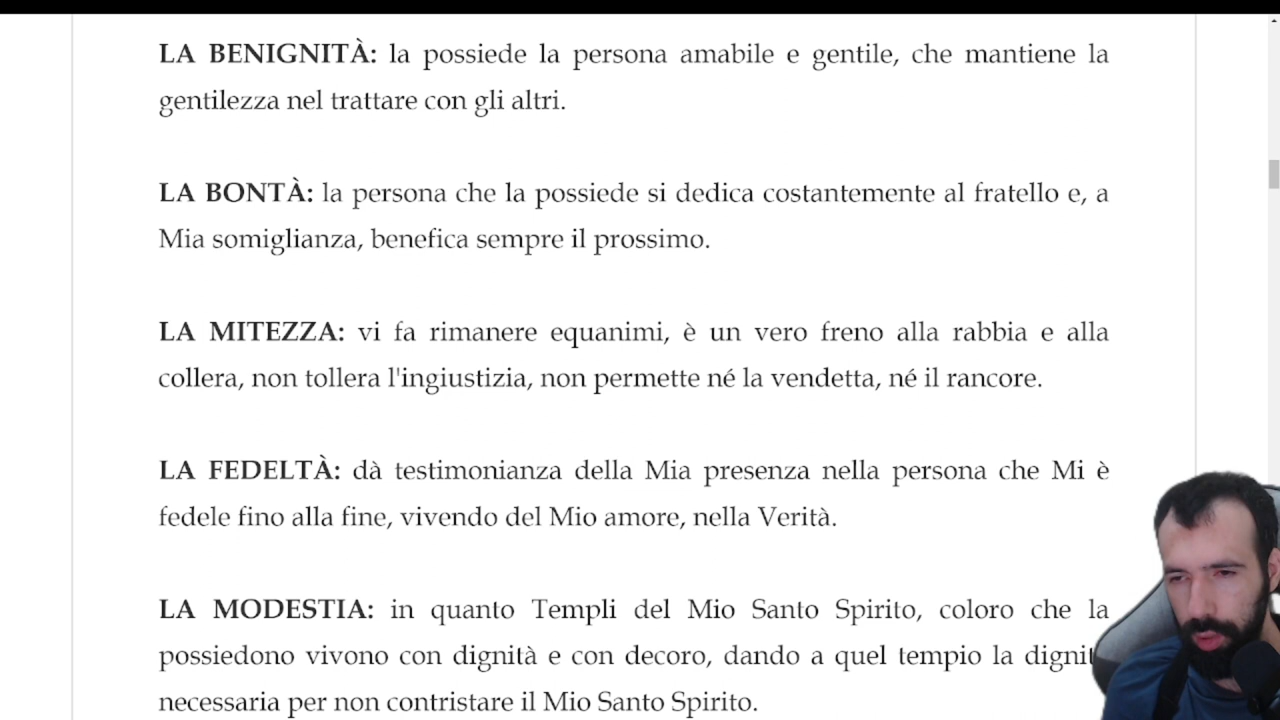 LA BENIGNITÀ: la possiede la persona amabile e gentile, che mantiene la
gentilezza nel trattare con gli altri.
LA BONTÀ: la persona che la possiede si dedica costantemente al fratello e, a
Mia somiglianza, benefica sempre il prossimo.
LA MITEZZA: vi fa rimanere equanimi, è un vero freno alla rabbia e alla
collera, non tollera l'ingiustizia, non permette né la vendetta, né il rancore.
LA FEDELTÀ: dà testimonianza della Mia presenza nella persona che Mi è
fedele fino alla fine, vivendo del Mio amore, nella Verità.
LA MODESTIA: in quanto Templi del Mio Santo Spirito, coloro che la
possiedono vivono con dignità e con decoro, dando a quel tempio la
necessaria per non contristare il Mio Santo Spirito.